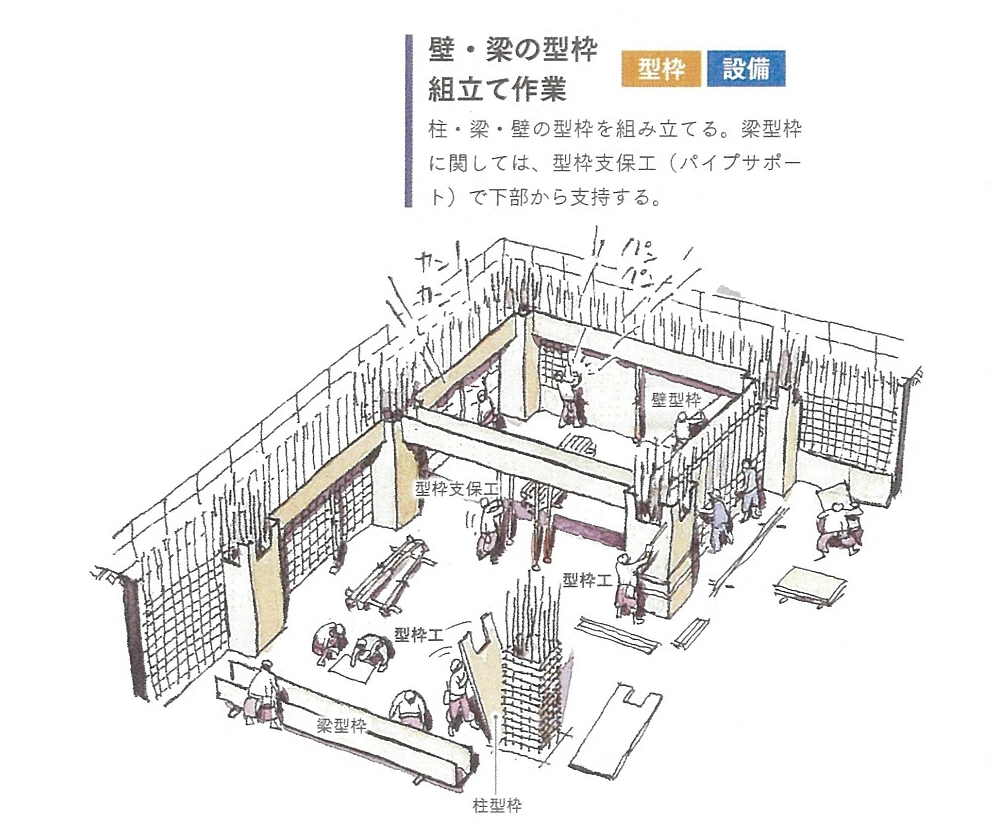 壁・梁の型枠
組立て作業
型枠
設備
柱・梁・壁の型枠を組み立てる。梁型枠
に関しては、型枠支保工（パイプサポー
ト）で下部から支持する。
カン
カン
パン
パン
壁型枠
型枠支保工
型枠工
型枠工
梁型枠
柱型枠